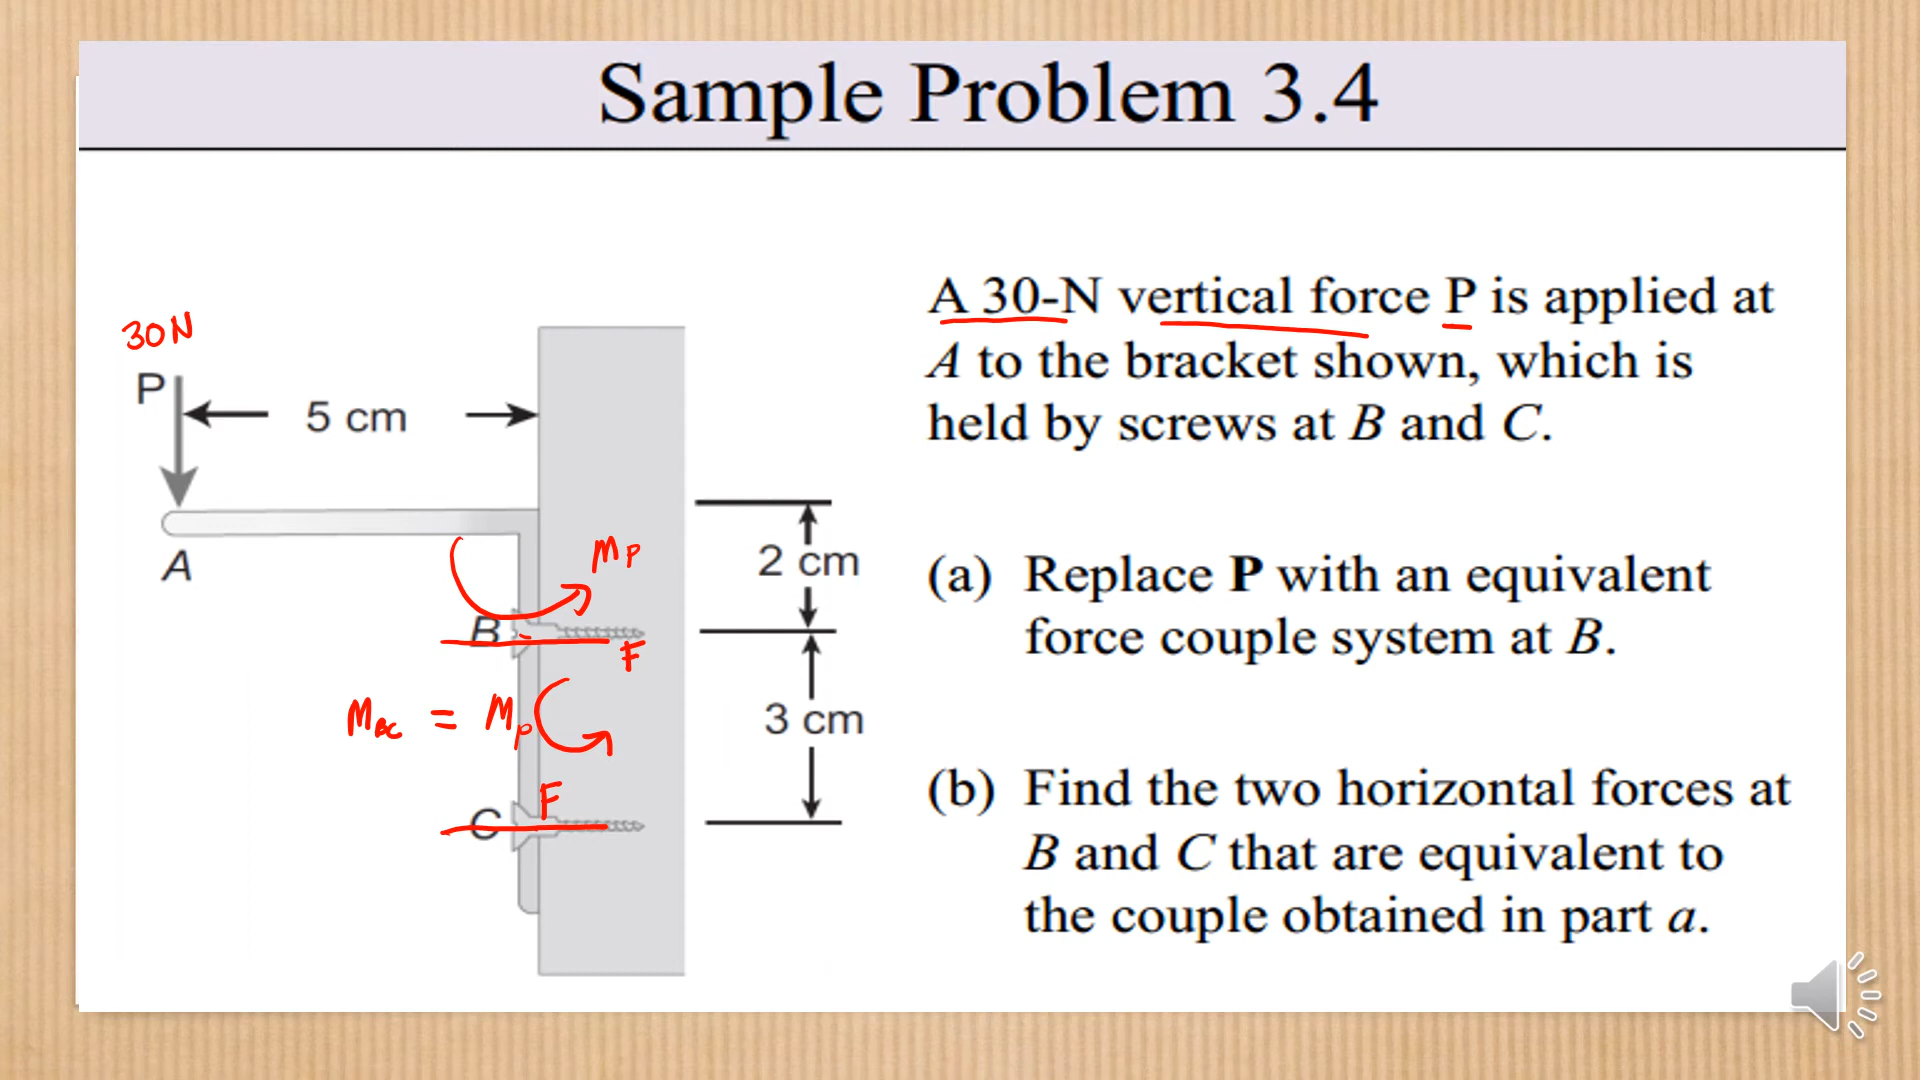 Sample Problem 3.4
30N
P
5 cm
A
Mp
B
F
MBC = Mp
F
C
2 cm
3 cm
A 30-N vertical force P is applied at
A to the bracket shown, which is
held by screws at B and C.
(a) Replace P with an equivalent
force couple system at B.
(b) Find the two horizontal forces at
B and C that are equivalent to
the couple obtained in part a.